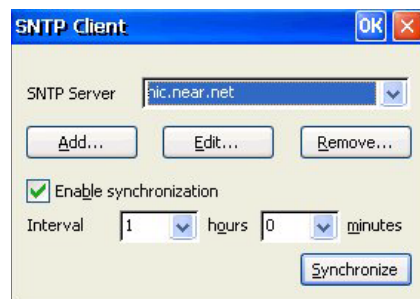 SNTP Client OK
SNTP Server nic.near.net
Add... Edit... Remove...
Enable synchronization
Interval 1 hours 0 minutes
Synchronize